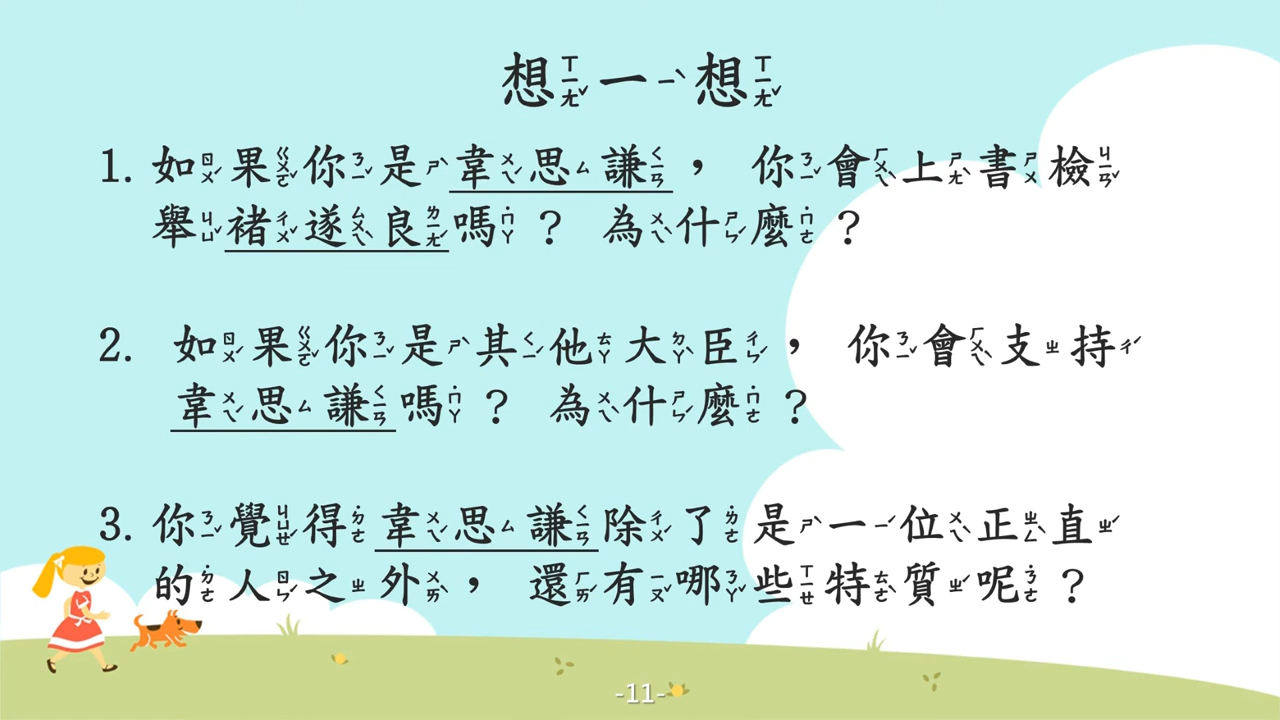 想一想
1. 如果你是韋思謙， 你會上書檢
舉褚遂良嗎？ 為什麼？
2. 如果你是其他大臣， 你會支持
韋思謙嗎？ 為什麼？
3. 你覺得韋思謙除了是一位正直
的人之外， 還有哪些特質呢？
-11-